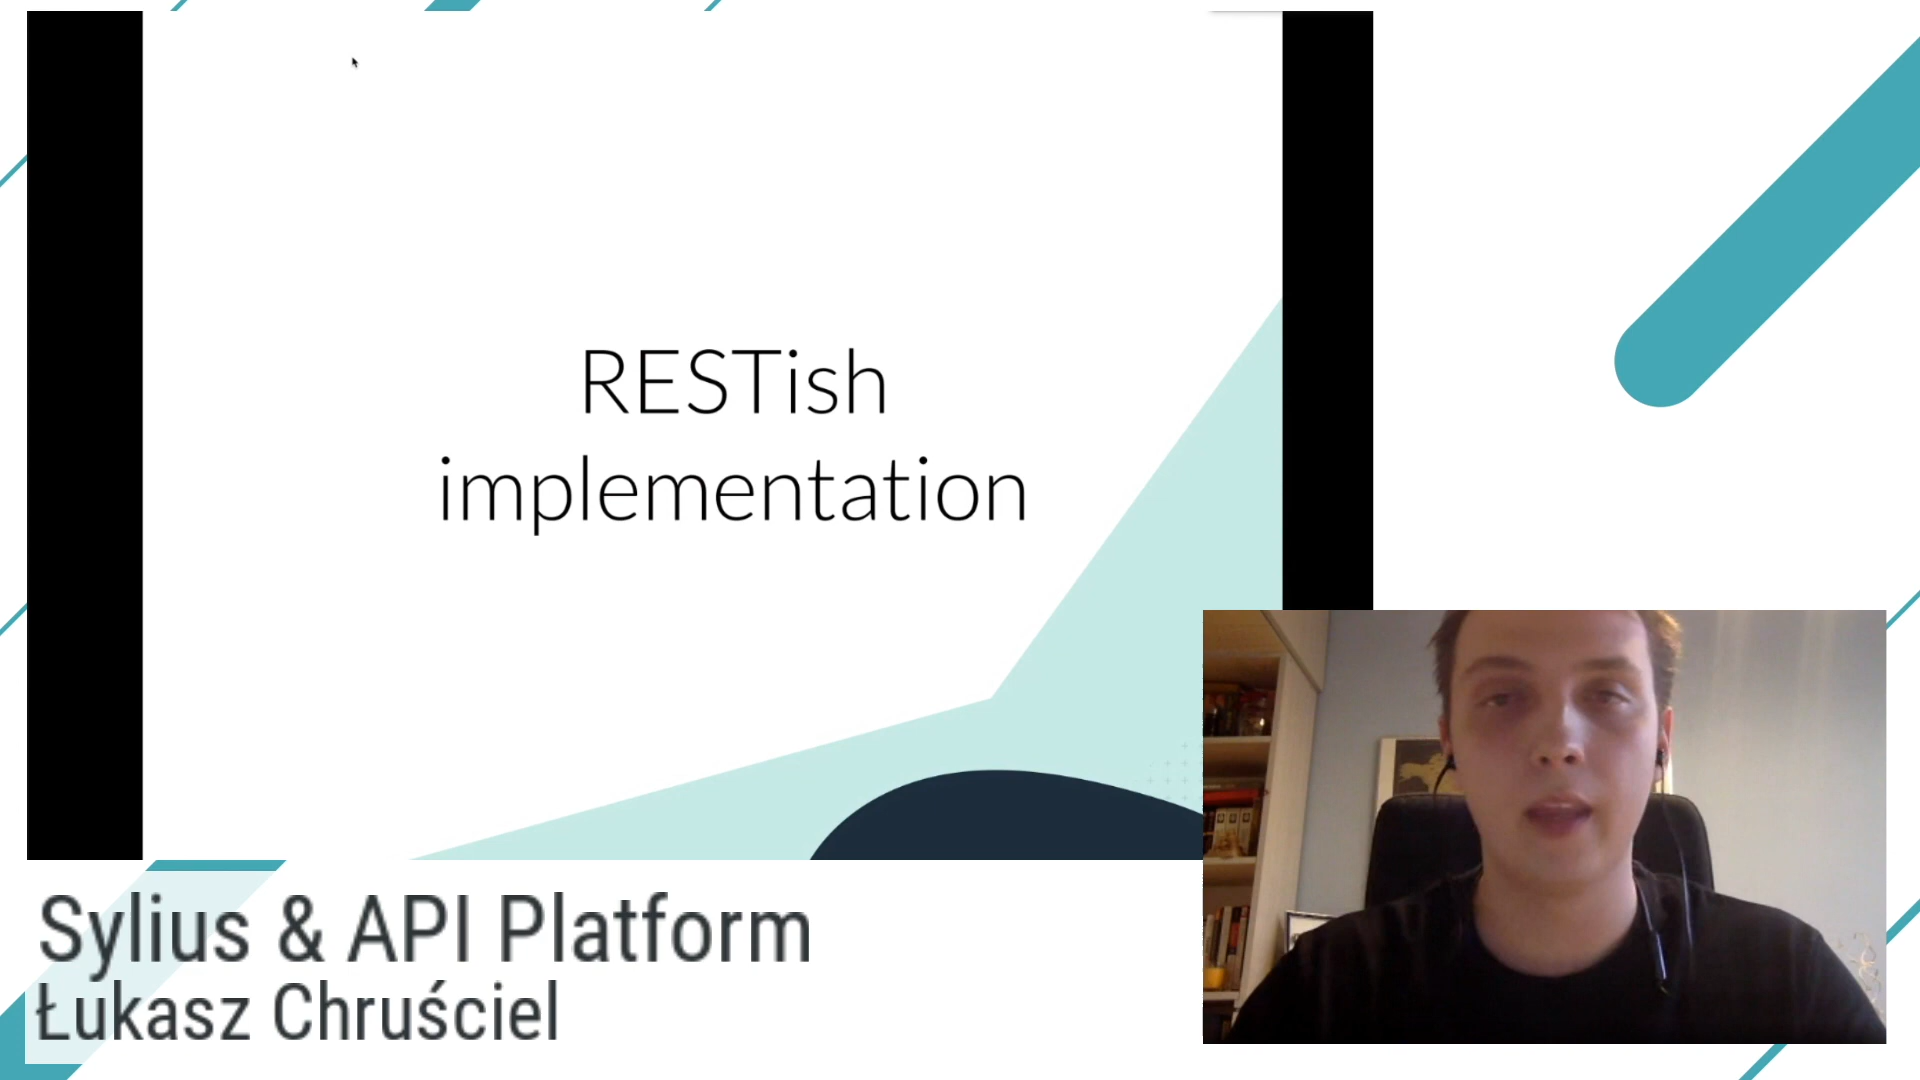 RESTish
implementation
Sylius & API Platform
Łukasz Chruściel